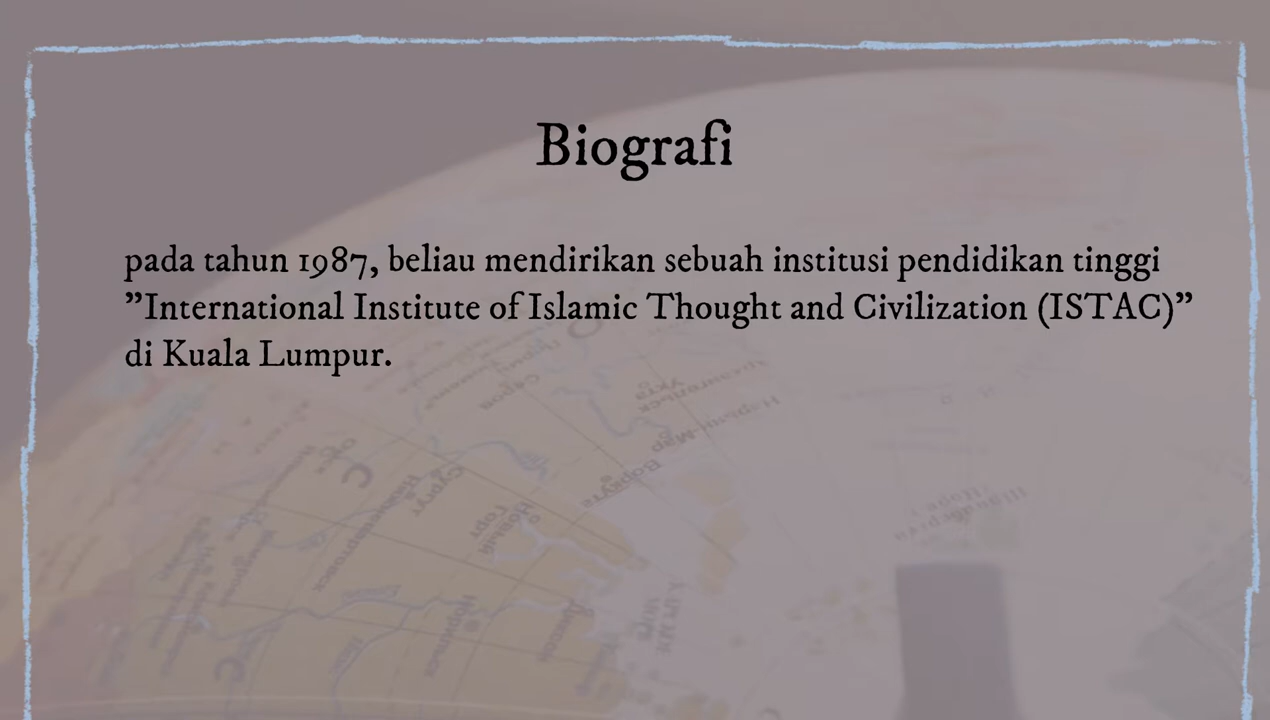 Biografi
pada tahun 1987, beliau mendirikan sebuah institusi pendidikan tinggi
”International Institute of Islamic Thought and Civilization (ISTAC)”
di Kuala Lumpur.